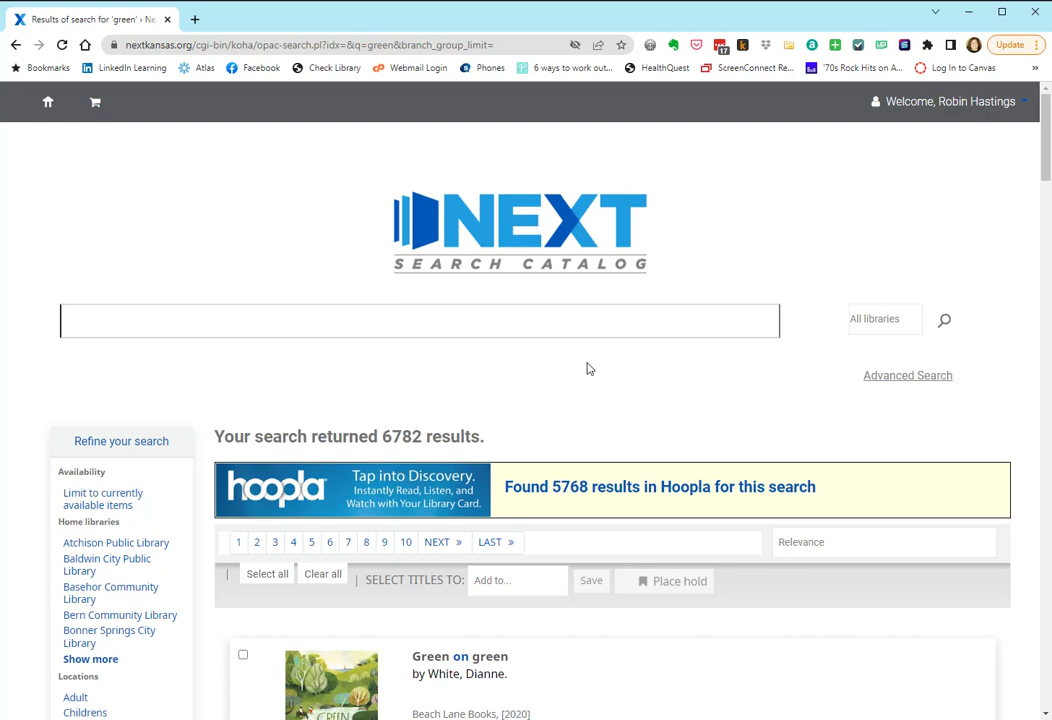 Results of search for 'green' › Ne
nextkansas.org/cgi-bin/koha/opac-search.pl?idx=&q=green&branch_group_limit=
17
Update
Bookmarks LinkedIn Learning Atlas Facebook Check Library Webmail Login Phones 6 ways to work out... HealthQuest ScreenConnect Re... '70s Rock Hits on A... Log In to Canvas »
Welcome, Robin Hastings
NEXT
SEARCH CATALOG
All libraries
Advanced Search
Refine your search
Availability
Limit to currently
available items
Home libraries
Atchison Public Library
Baldwin City Public
Library
Basehor Community
Library
Bern Community Library
Bonner Springs City
Library
Show more
Locations
Adult
Childrens
Your search returned 6782 results.
hoopla
Tap into Discovery.
Instantly Read, Listen, and
Watch with Your Library Card.
Found 5768 results in Hoopla for this search
1 2 3 4 5 6 7 8 9 10 NEXT » LAST »
Relevance
| Select all Clear all | SELECT TITLES TO: Add to... Save Place hold
Green on green
by White, Dianne.
Beach Lane Books, [2020]
GREEN